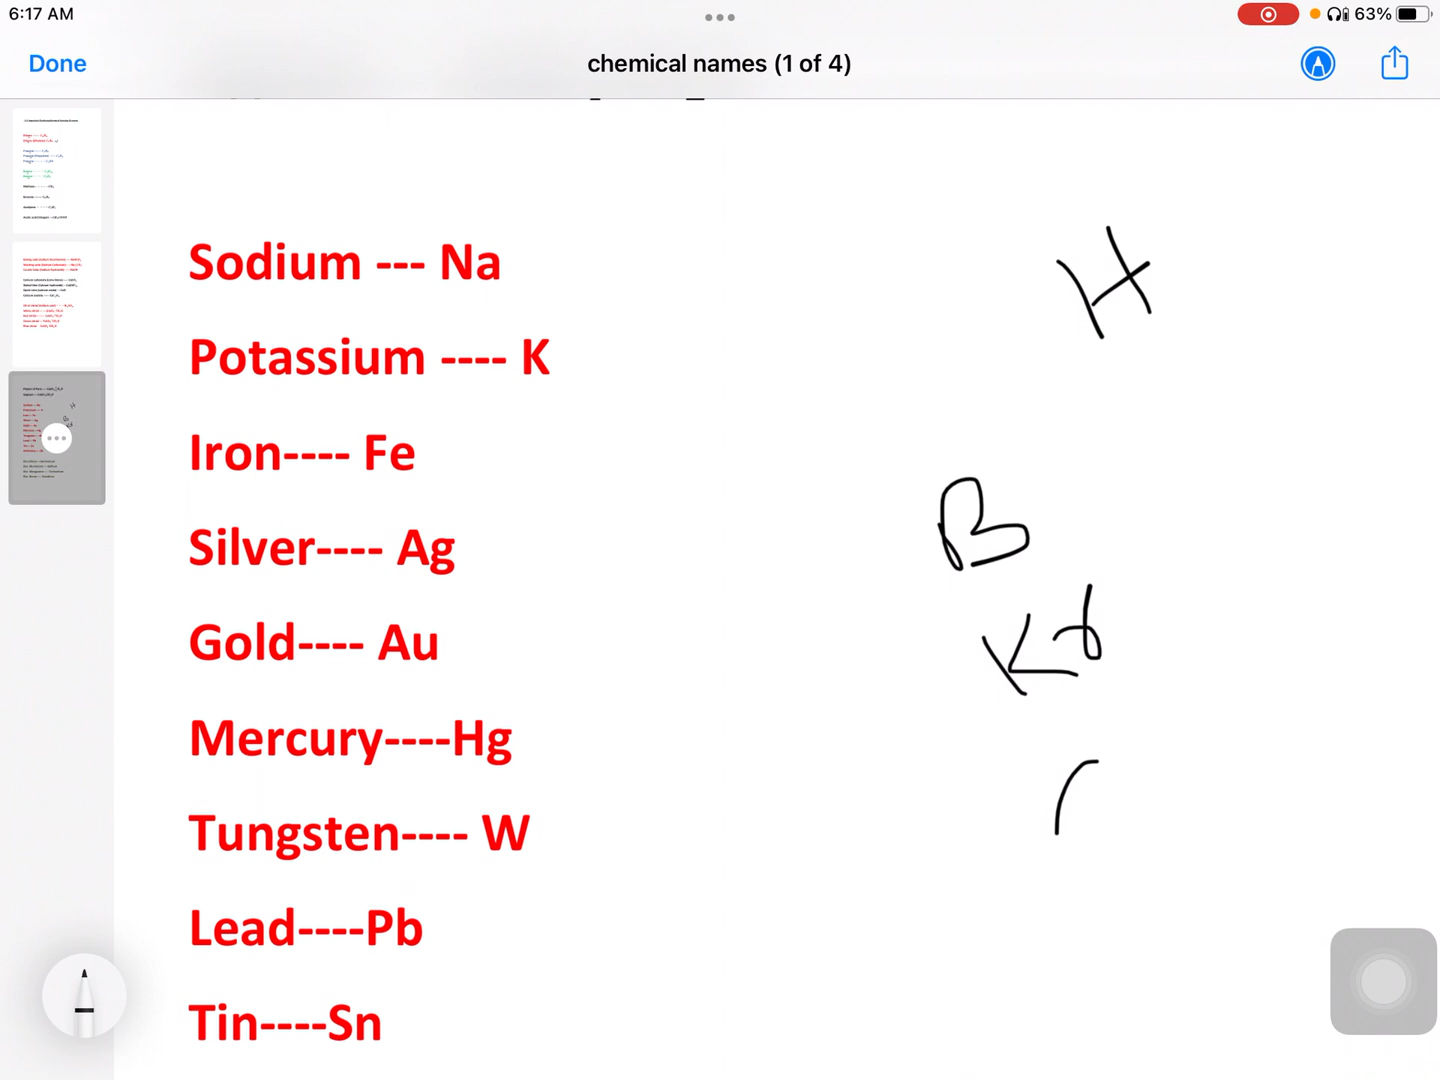 6:17 AM
63%
Done
chemical names (1 of 4)
Sodium --- Na
Potassium ---- K
Iron---- Fe
Silver---- Ag
Gold---- Au
Mercury----Hg
Tungsten---- W
Lead----Pb
Tin----Sn
H
B
K